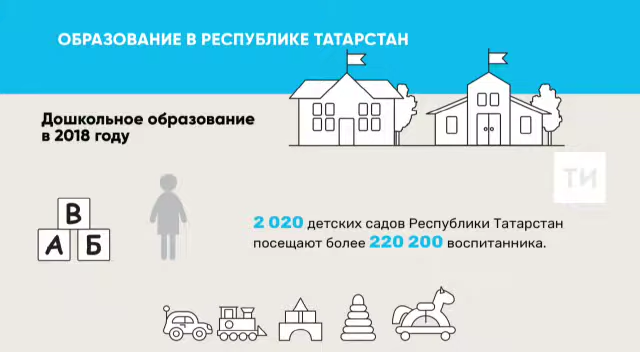 ОБРАЗОВАНИЕ В РЕСПУБЛИКЕ ТАТАРСТАН
Дошкольное образование
в 2018 году
ТИ
В
А Б
2 020 детских садов Республики Татарстан
посещают более 220 200 воспитанника.